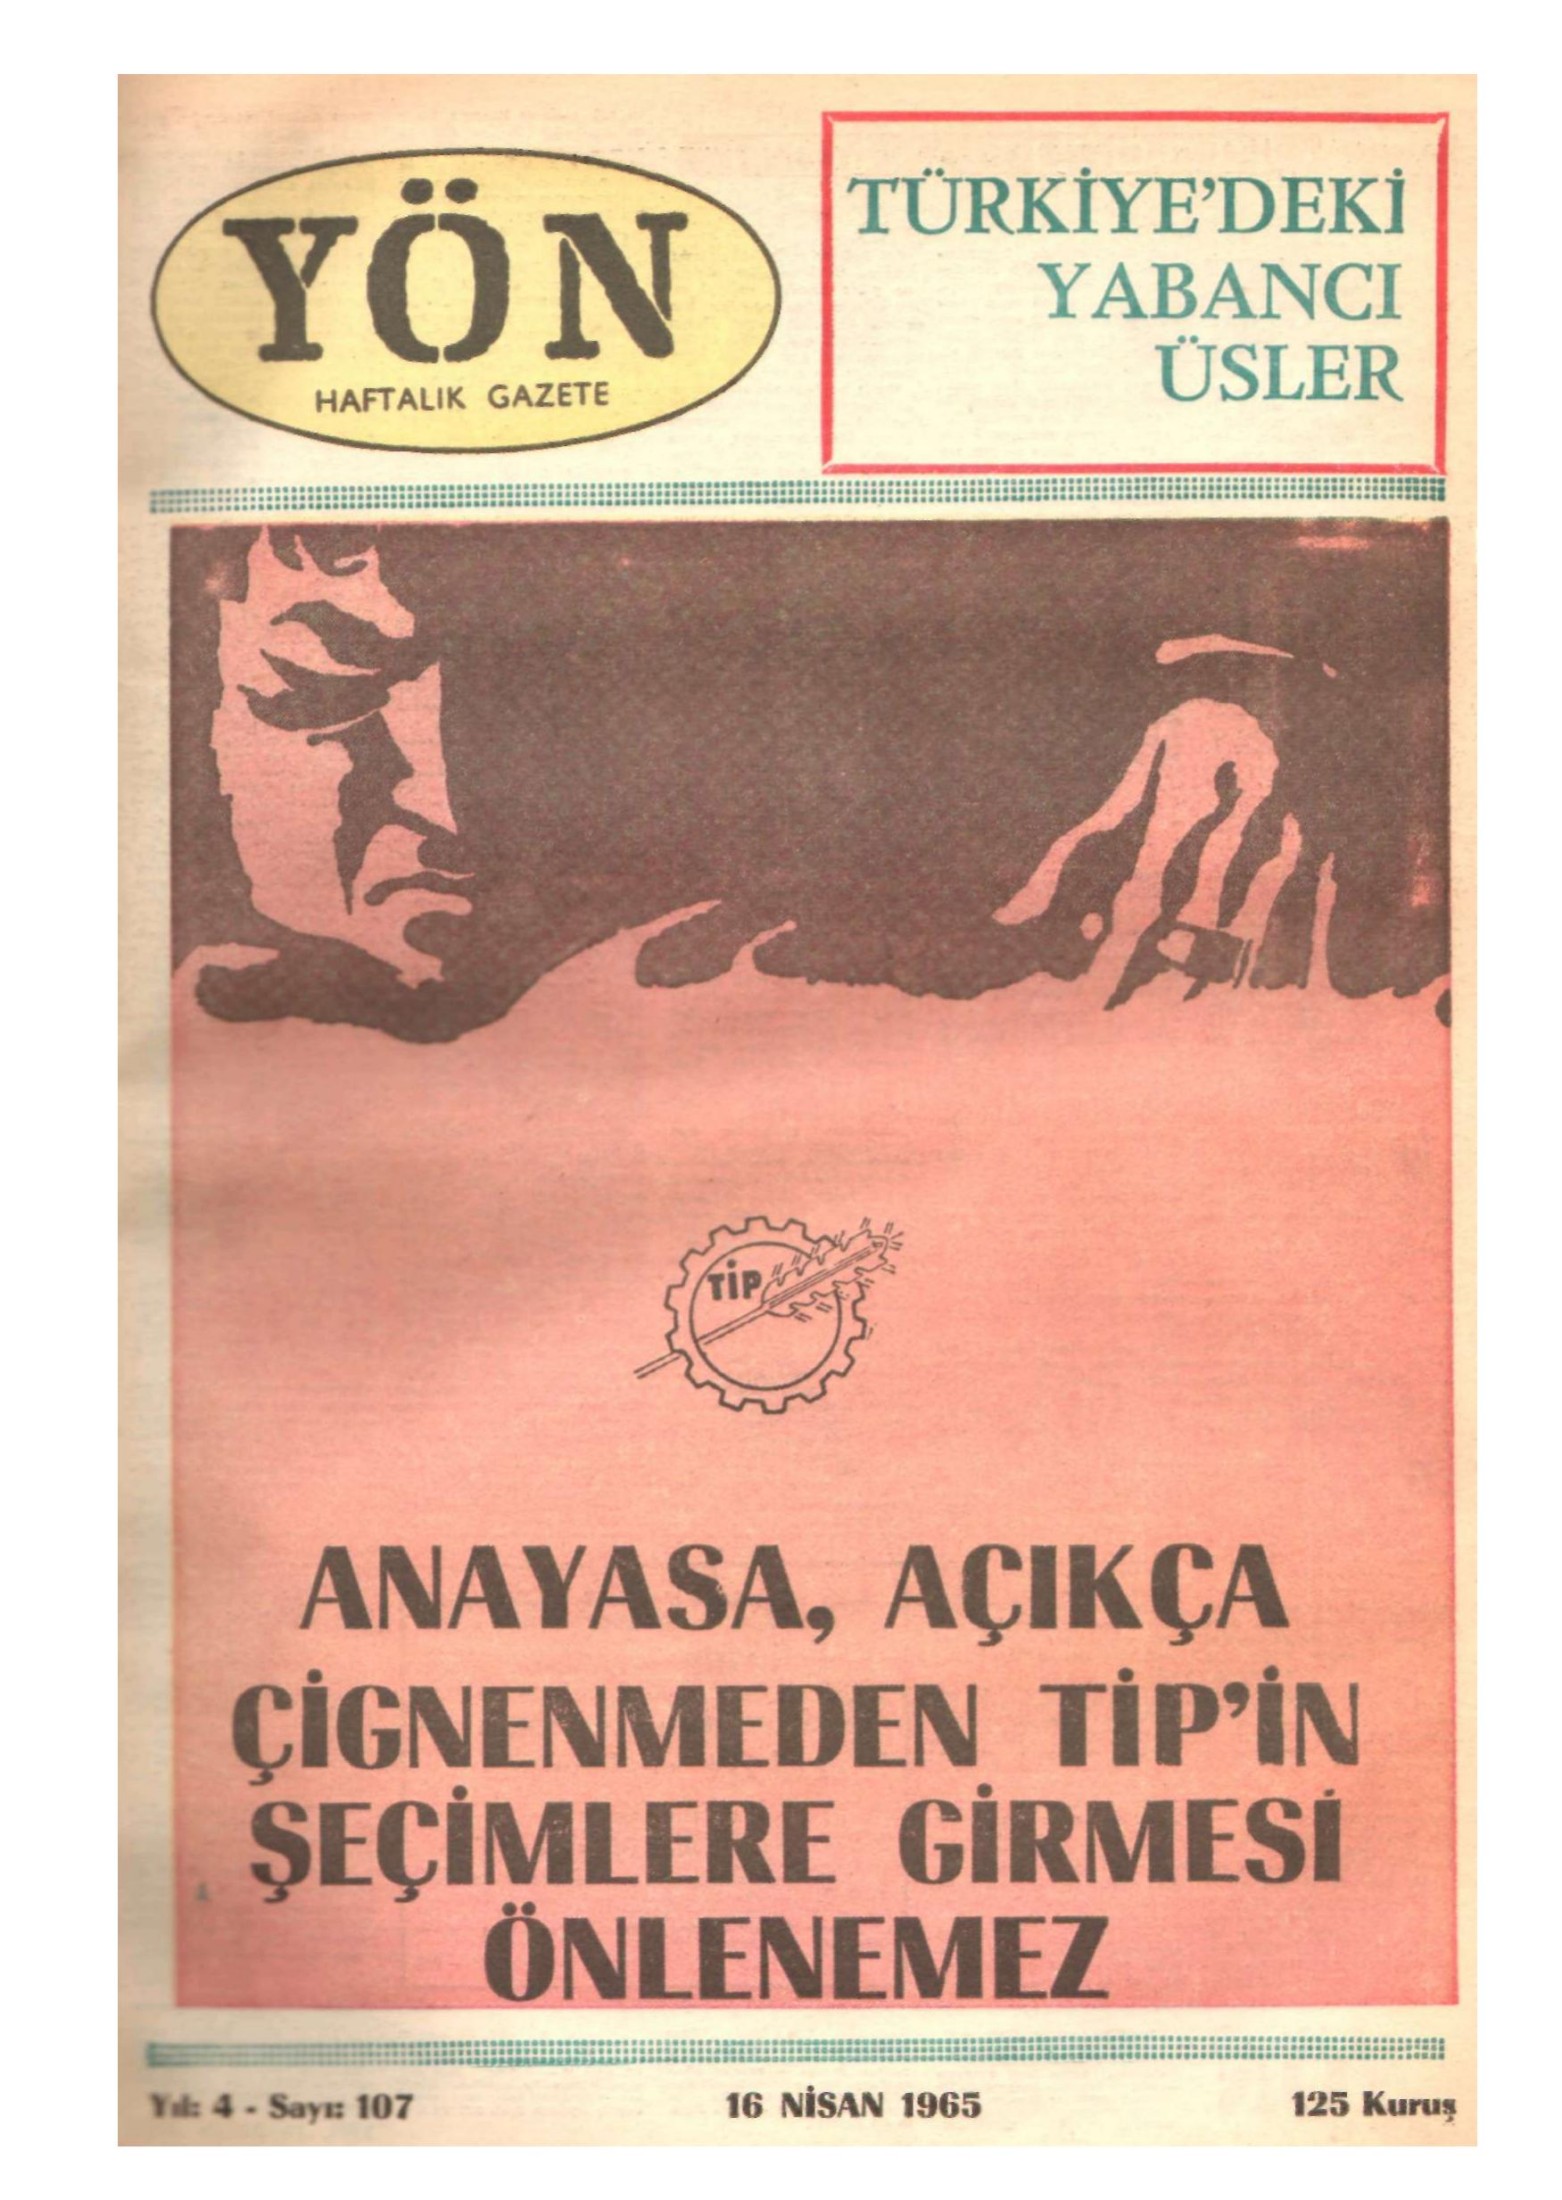 YÖN
HAFTALIK GAZETE
TÜRKİYE'DEKİ
YABANCI
ÜSLER
TİP
ANAYASA, AÇIKÇA
ÇİGNENMEDEN TİP'İN
ŞEÇİMLERE GİRMESİ
ÖNLENEMEZ
Yıl: 4 - Sayı: 107
16 NİSAN 1965
125 Kuruş